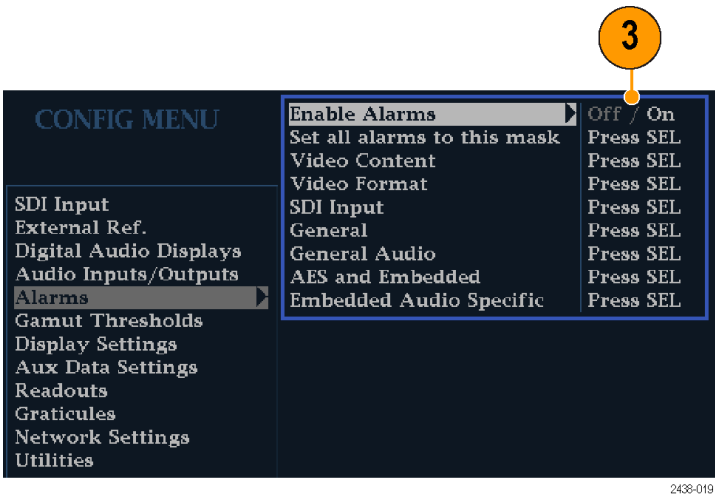 3
CONFIG MENU
Enable Alarms Off / On
Set all alarms to this mask Press SEL
Video Content Press SEL
Video Format Press SEL
SDI Input Press SEL
General Press SEL
General Audio Press SEL
AES and Embedded Press SEL
Embedded Audio Specific Press SEL
SDI Input
External Ref.
Digital Audio Displays
Audio Inputs/Outputs
Alarms
Gamut Thresholds
Display Settings
Aux Data Settings
Readouts
Graticules
Network Settings
Utilities
2438-019